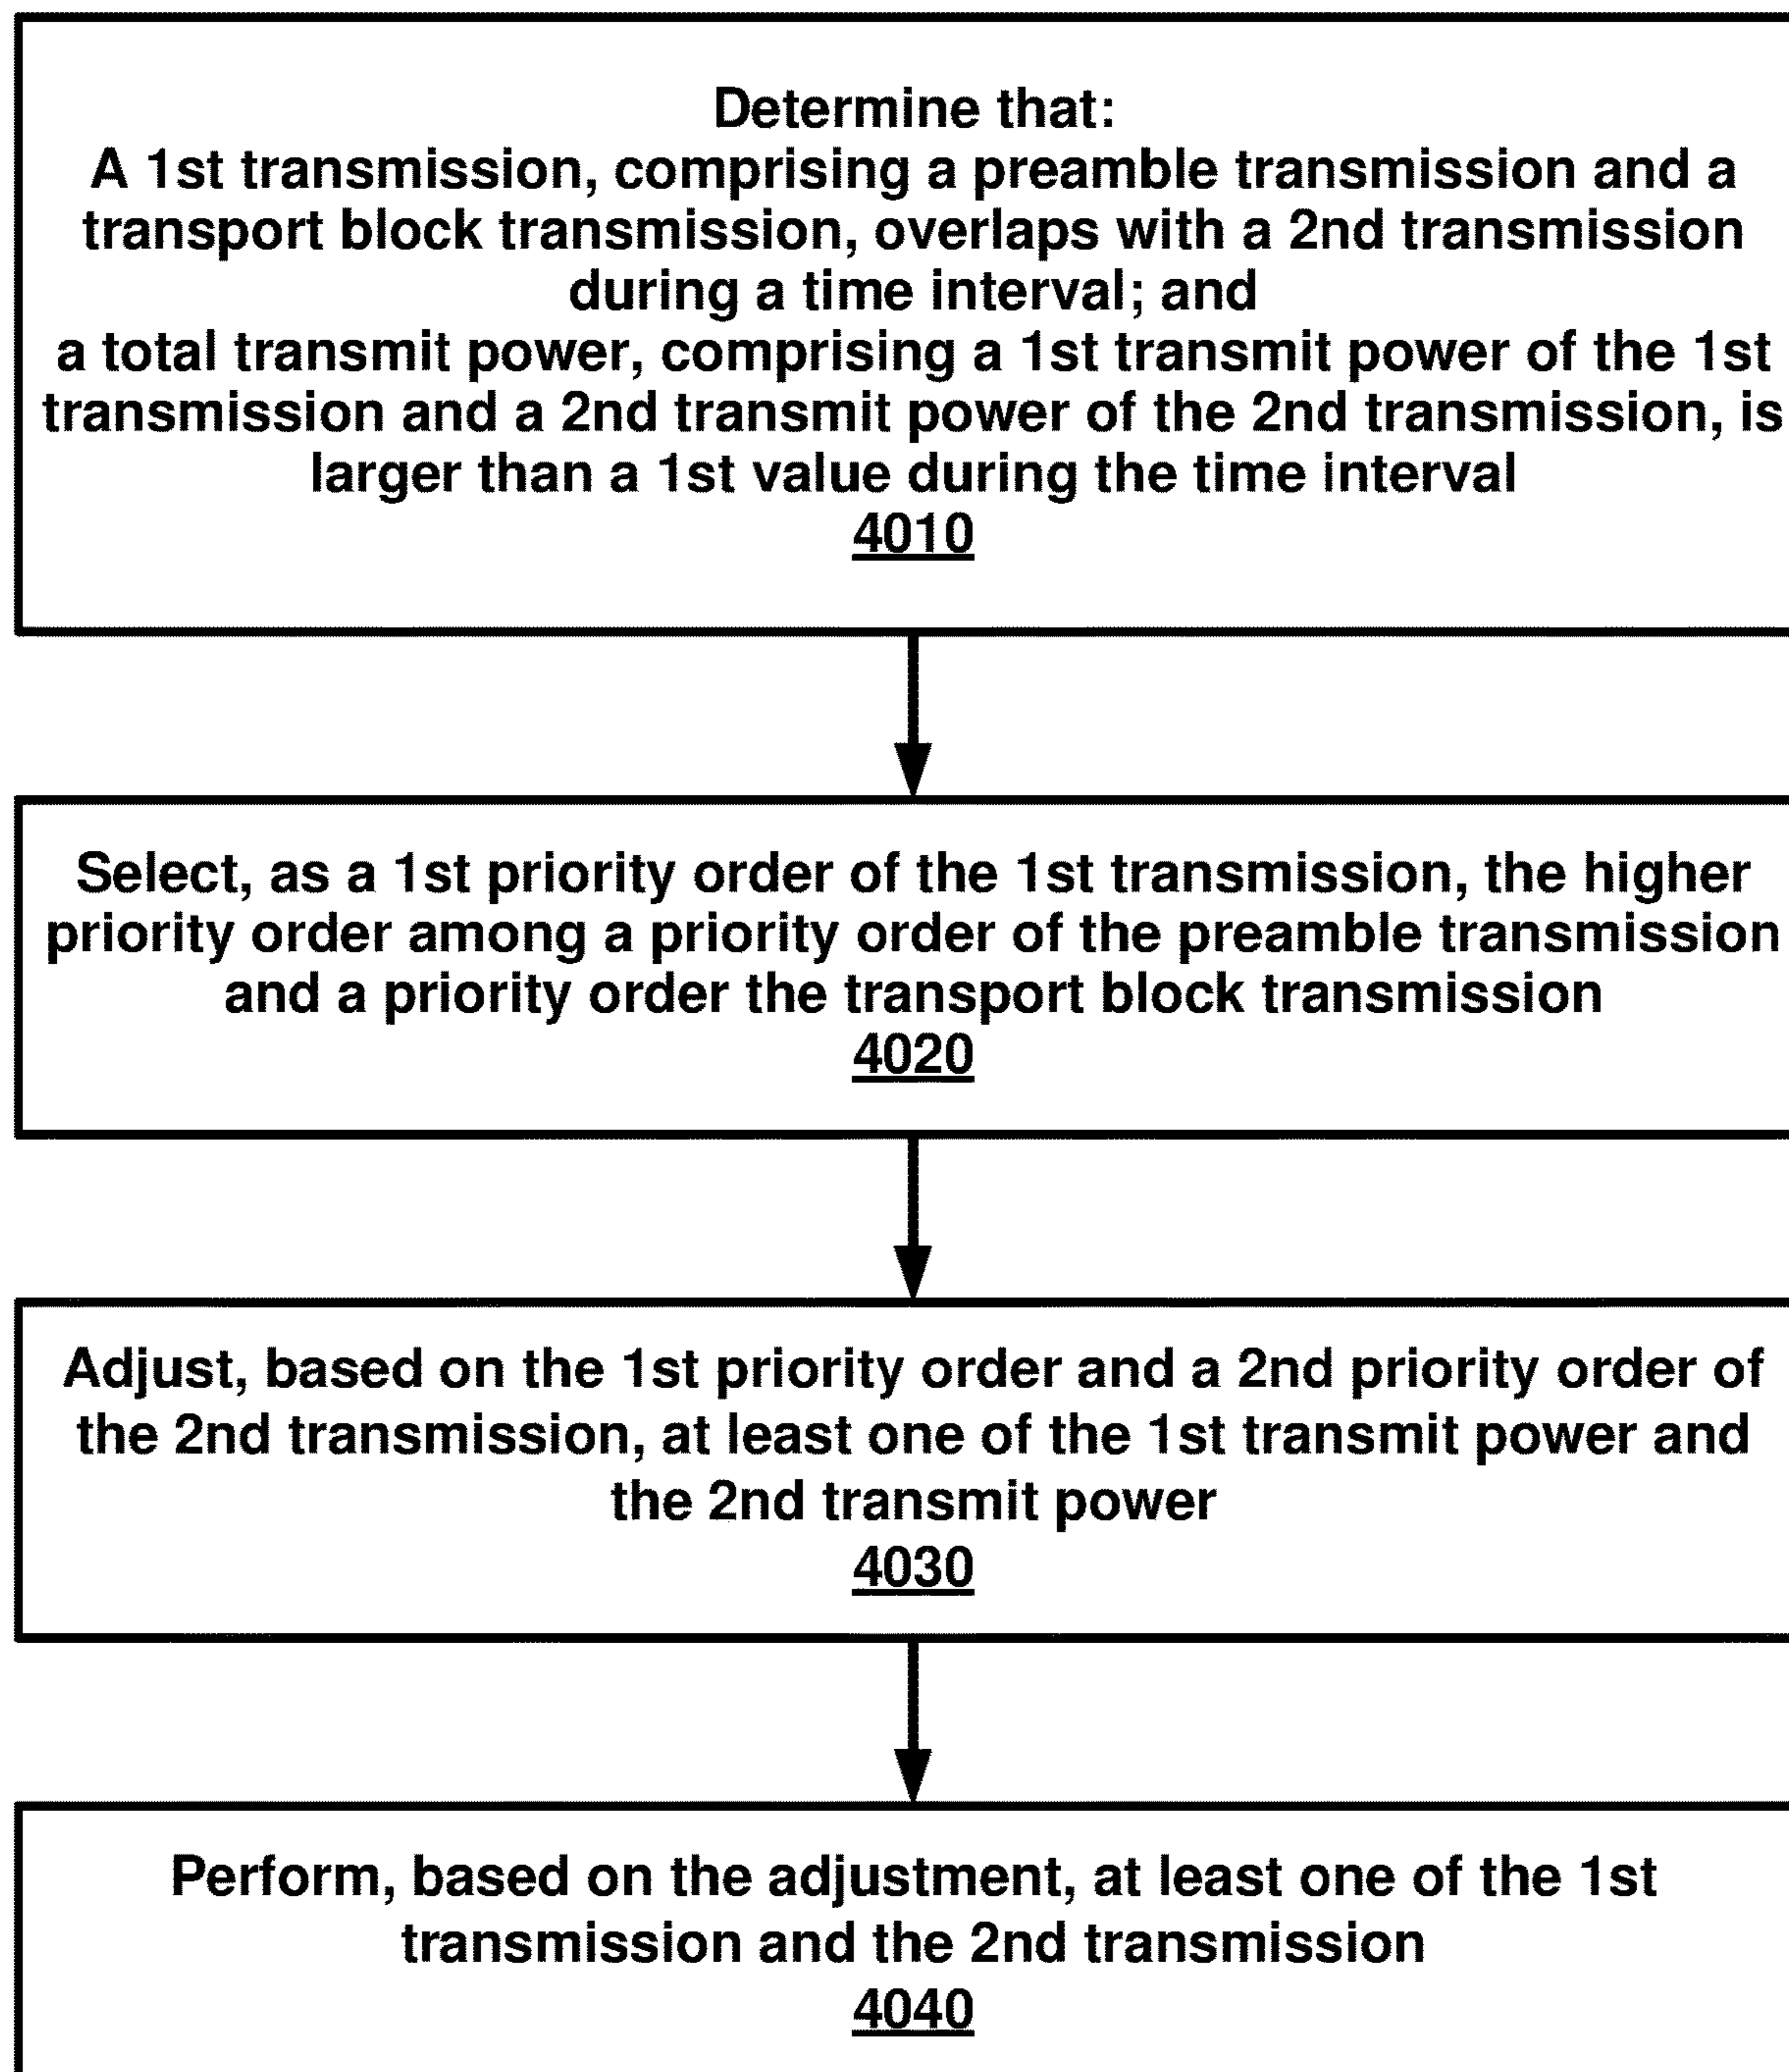 Determine that:
A 1st transmission, comprising a preamble transmission and a
transport block transmission, overlaps with a 2nd transmission
during a time interval; and
a total transmit power, comprising a 1st transmit power of the 1st
transmission and a 2nd transmit power of the 2nd transmission, is
larger than a 1st value during the time interval
4010
Select, as a 1st priority order of the 1st transmission, the higher
priority order among a priority order of the preamble transmission
and a priority order the transport block transmission
4020
Adjust, based on the 1st priority order and a 2nd priority order of
the 2nd transmission, at least one of the 1st transmit power and
the 2nd transmit power
4030
Perform, based on the adjustment, at least one of the 1st
transmission and the 2nd transmission
4040